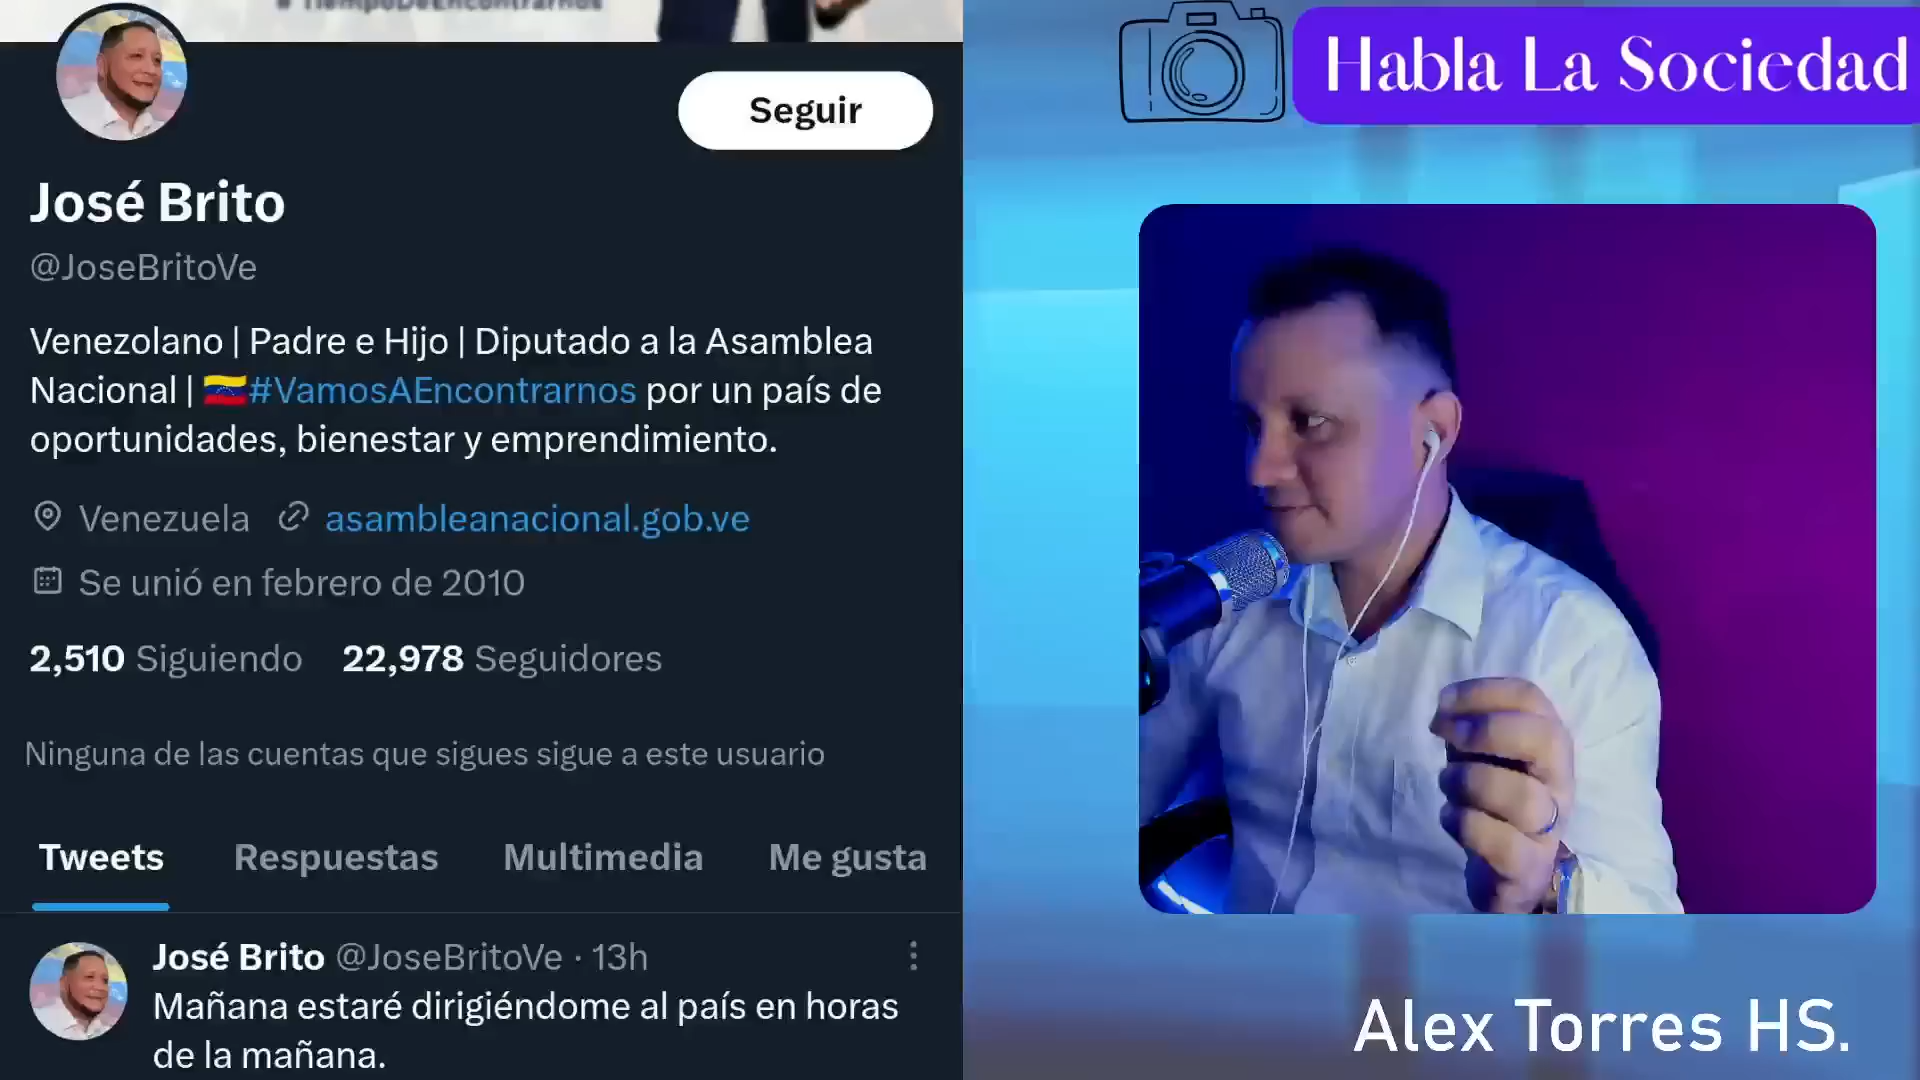 #TiempoDeEncontrarnos
Seguir
José Brito
@JoseBritoVe
Venezolano | Padre e Hijo | Diputado a la Asamblea
Nacional | 🇻🇪#VamosAEncontrarnos por un país de
oportunidades, bienestar y emprendimiento.
Venezuela asambleanacional.gob.ve
Se unió en febrero de 2010
2,510 Siguiendo 22,978 Seguidores
Ninguna de las cuentas que sigues sigue a este usuario
Tweets Respuestas Multimedia Me gusta
José Brito @JoseBritoVe · 13h
Mañana estaré dirigiéndome al país en horas
de la mañana.
Habla La Sociedad
Alex Torres HS.